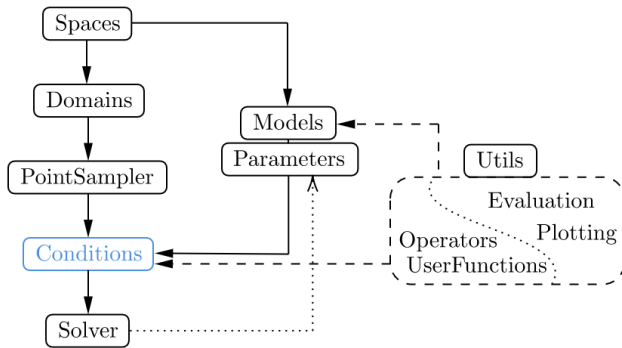 Spaces
Domains
Models
Parameters
PointSampler
Utils
Evaluation
Plotting
Operators
UserFunctions
Conditions
Solver